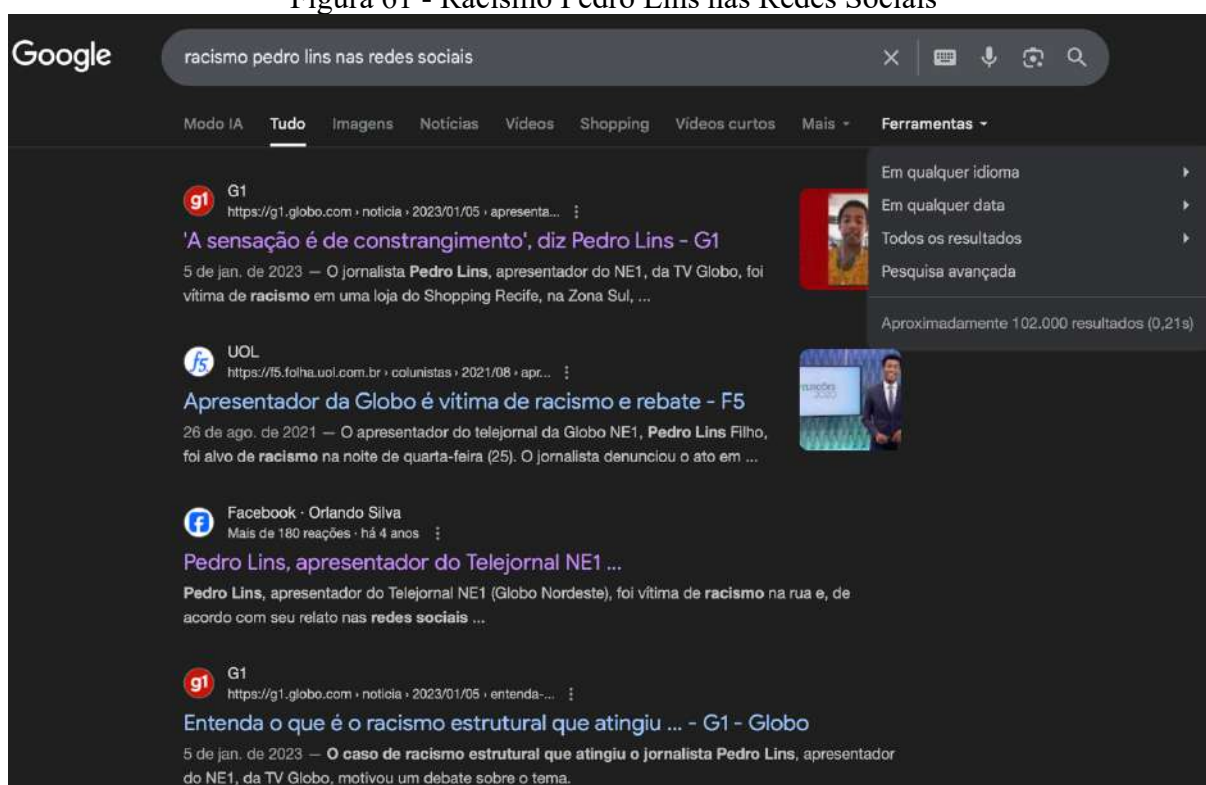 Figura 61 - Racismo Pedro Lins nas Redes Sociais
Google
racismo pedro lins nas redes sociais
Modo IA Tudo Imagens Notícias Vídeos Shopping Vídeos curtos Mais Ferramentas
Em qualquer idioma
Em qualquer data
Todos os resultados
Pesquisa avançada
Aproximadamente 102.000 resultados (0,21s)
g1
G1
https://g1.globo.com › noticia › 2023/01/05 › apresenta...
'A sensação é de constrangimento', diz Pedro Lins - G1
5 de jan. de 2023 — O jornalista Pedro Lins, apresentador do NE1, da TV Globo, foi
vítima de racismo em uma loja do Shopping Recife, na Zona Sul, ...
f5
UOL
https://f5.folha.uol.com.br › colunistas › 2021/08 › apr...
Apresentador da Globo é vítima de racismo e rebate - F5
26 de ago. de 2021 — O apresentador do telejornal da Globo NE1, Pedro Lins Filho,
foi alvo de racismo na noite de quarta-feira (25). O jornalista denunciou o ato em ...
Facebook · Orlando Silva
Mais de 180 reações · há 4 anos
Pedro Lins, apresentador do Telejornal NE1 ...
Pedro Lins, apresentador do Telejornal NE1 (Globo Nordeste), foi vítima de racismo na rua e, de
acordo com seu relato nas redes sociais ...
g1
G1
https://g1.globo.com › noticia › 2023/01/05 › entenda-...
Entenda o que é o racismo estrutural que atingiu ... - G1 - Globo
5 de jan. de 2023 — O caso de racismo estrutural que atingiu o jornalista Pedro Lins, apresentador
do NE1, da TV Globo, motivou um debate sobre o tema.